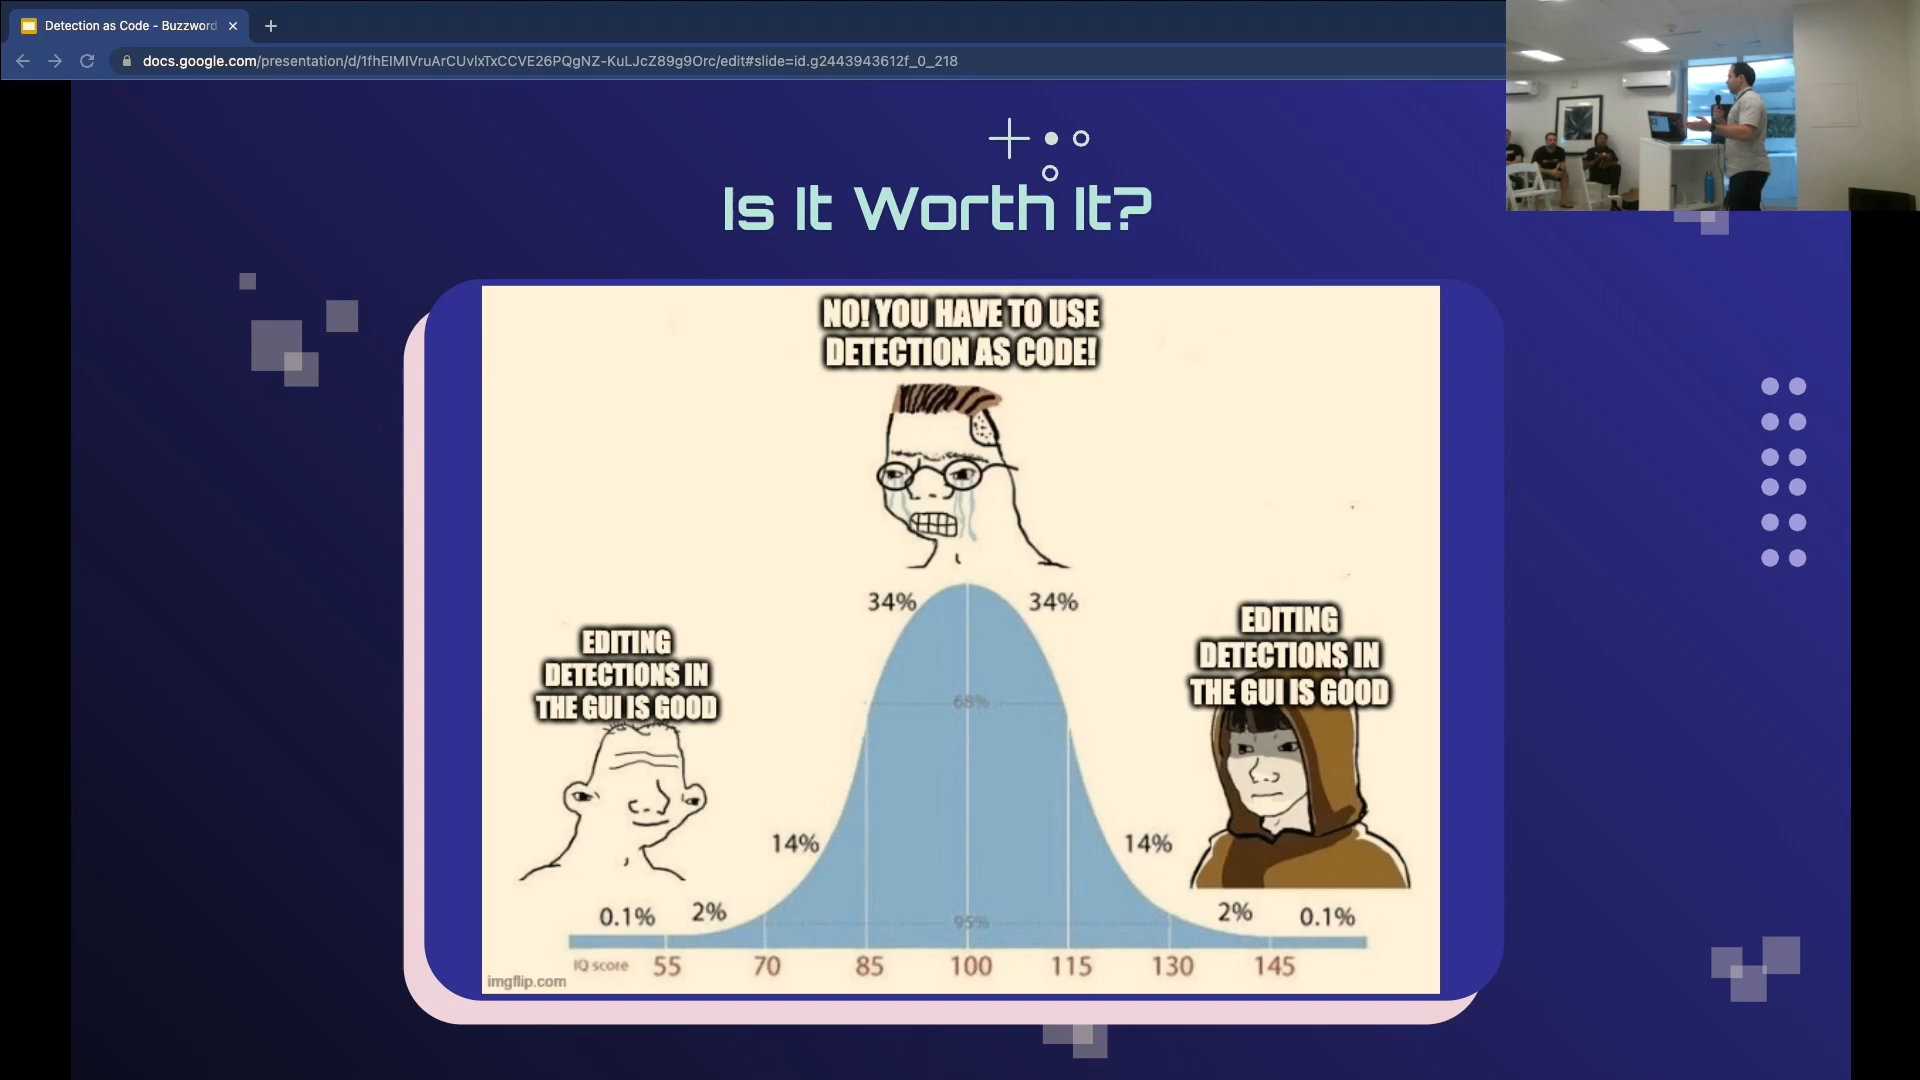 Detection as Code - Buzzword
docs.google.com/presentation/d/1fhEIMIVruArCUvlxTxCCVE26PQgNZ-KuLJcZ89g9Orc/edit#slide=id.g2443943612f_0_218
Is It Worth It?
NO! YOU HAVE TO USE
DETECTION AS CODE!
34%
34%
EDITING
DETECTIONS IN
THE GUI IS GOOD
EDITING
DETECTIONS IN
THE GUI IS GOOD
68%
14%
14%
0.1%
2%
95%
2%
0.1%
IQ score
55
70
85
100
115
130
145
imgflip.com